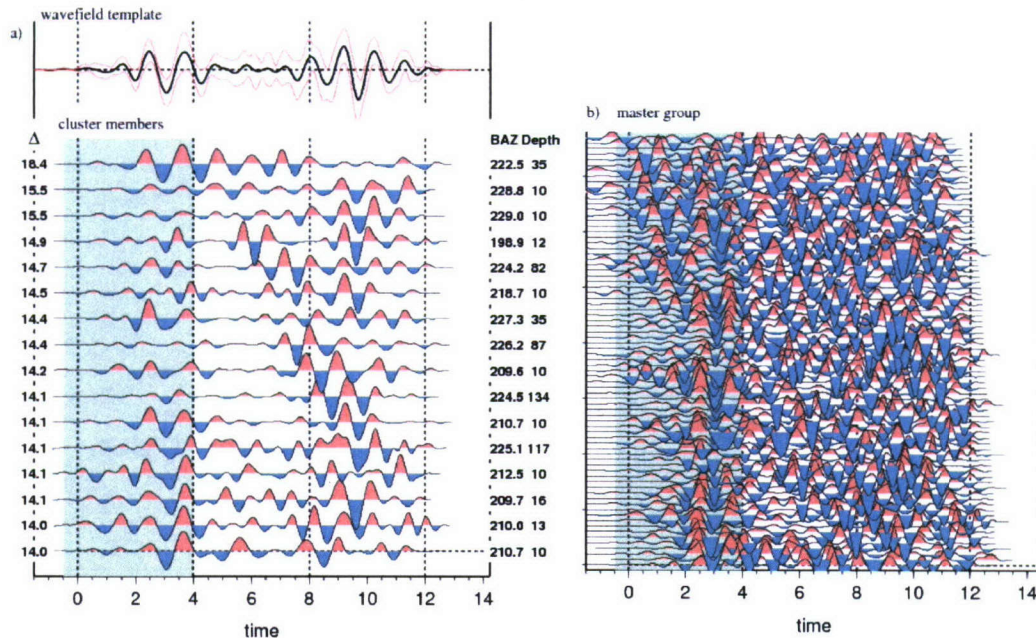 wavefield template
a)
cluster members
Δ BAZ Depth
16.4 222.5 35
15.5 228.8 10
15.5 229.0 10
14.9 198.9 12
14.7 224.2 82
14.5 218.7 10
14.4 227.3 35
14.4 226.2 87
14.2 209.6 10
14.1 224.5 134
14.1 210.7 10
14.1 225.1 117
14.1 212.5 10
14.1 209.7 16
14.0 210.0 13
14.0 210.7 10
0 2 4 6 8 10 12 14
time
b) master group
0 2 4 6 8 10 12 14
time